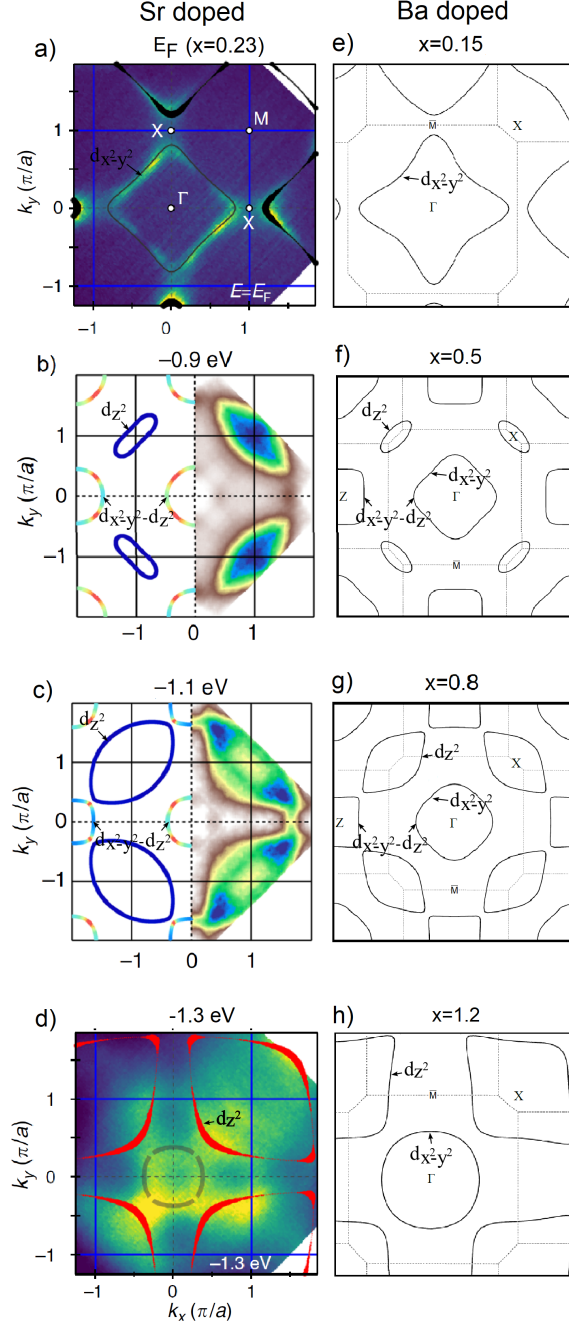 Sr doped
Ba doped
a)
E_F (x=0.23)
e)
x=0.15
1
0
−1
k_y (π/a)
X
M
d_x²-y²
Γ
X
E=E_F
−1
0
1
M̅
X
d_x²-y²
Γ
b)
−0.9 eV
f)
x=0.5
1
0
−1
k_y (π/a)
d_z²
d_x²-y²-d_z²
−1
0
1
d_z²
X
d_x²-y²
Z
Γ
d_x²-y²-d_z²
M̅
c)
−1.1 eV
g)
x=0.8
1
0
−1
k_y (π/a)
d_z²
d_x²-y²-d_z²
−1
0
1
d_z²
X
d_x²-y²
Z
Γ
d_x²-y²-d_z²
M̅
d)
-1.3 eV
h)
x=1.2
1
0
−1
k_y (π/a)
d_z²
−1.3 eV
−1
0
1
k_x (π/a)
d_z²
M̅
X
d_x²-y²
Γ